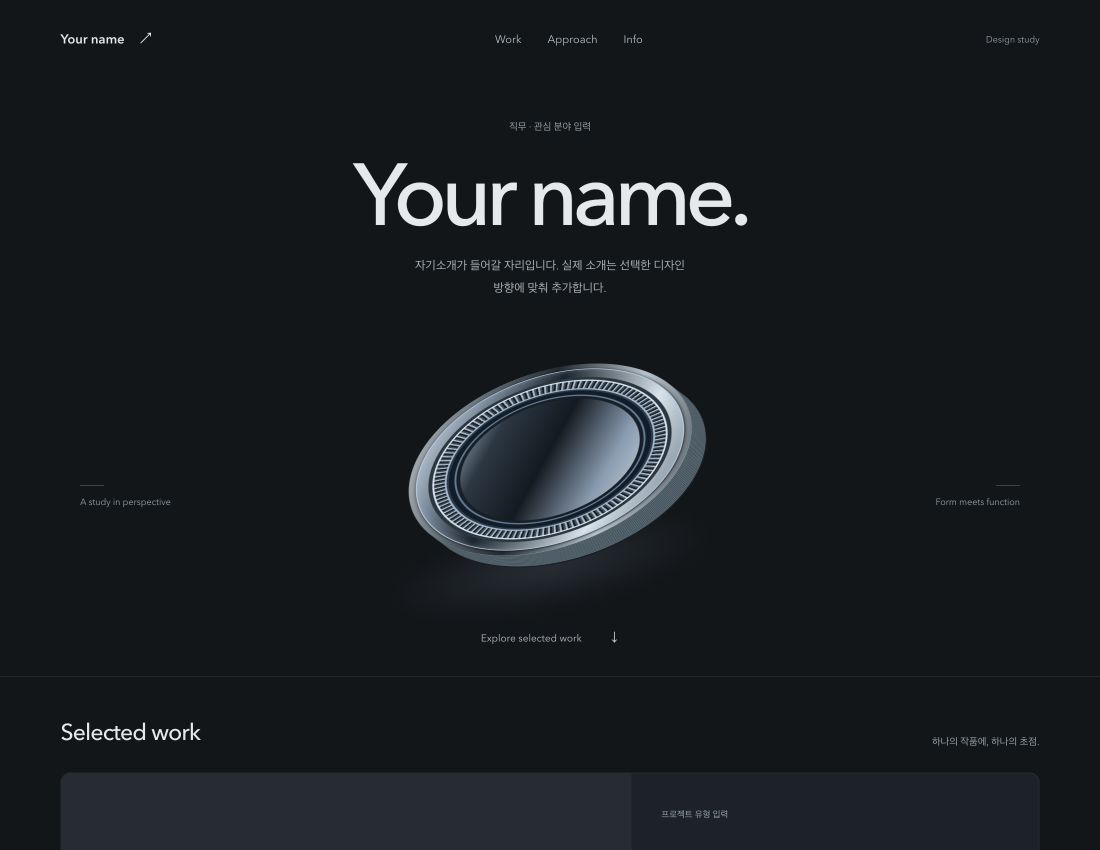 Your name ↗
Work Approach Info
Design study
직무 · 관심 분야 입력
Your name.
자기소개가 들어갈 자리입니다. 실제 소개는 선택한 디자인
방향에 맞춰 추가합니다.
A study in perspective
Form meets function
Explore selected work ↓
Selected work
하나의 작품에, 하나의 초점.
프로젝트 유형 입력